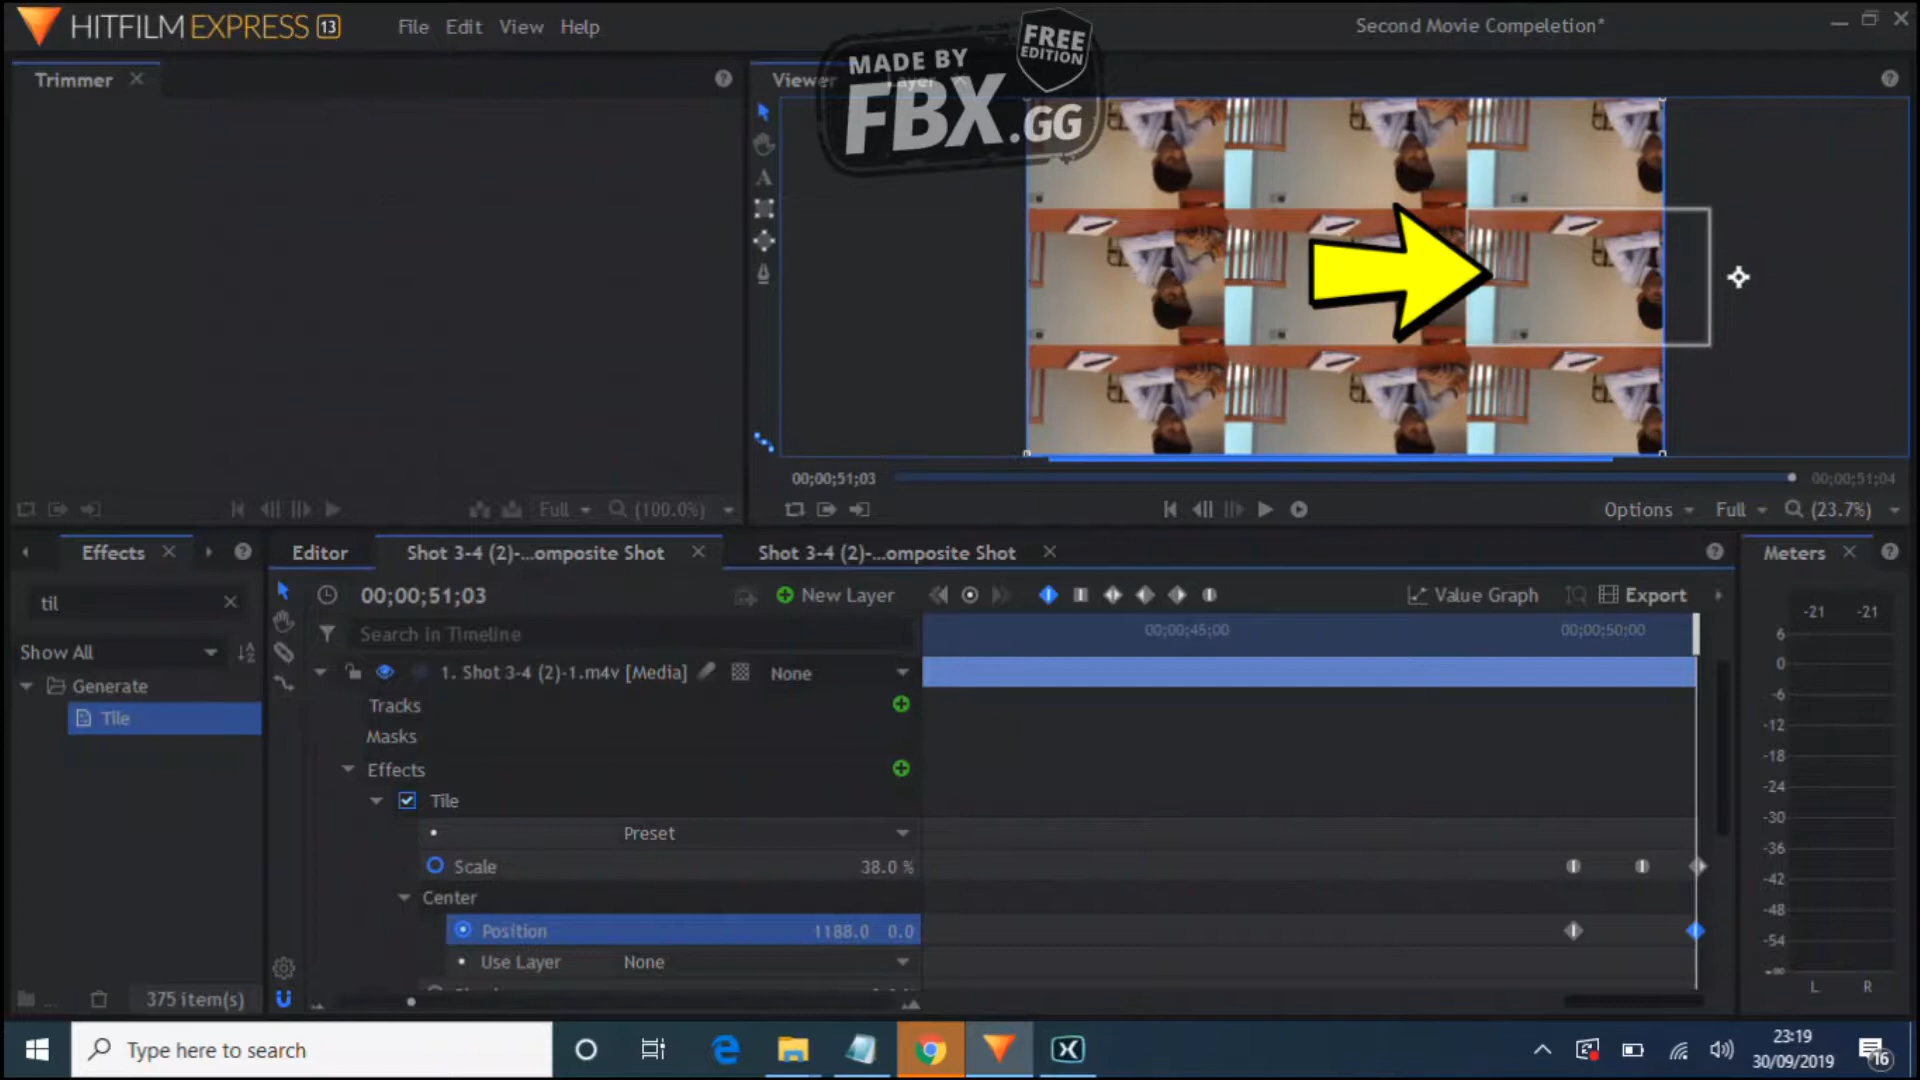 HITFILM EXPRESS 13
File Edit View Help
Second Movie Compeletion*
MADE BY
FBX.GG
FREE
EDITION
Trimmer
Viewer
Layer
Full
(100.0%)
00;00;51;03
00;00;51;04
Options
Full
(23.7%)
Effects
Editor
Shot 3-4 (2)-...omposite Shot
Shot 3-4 (2)-...omposite Shot
Meters
til
00;00;51;03
New Layer
Value Graph
Export
-21 -21
Search in Timeline
00;00;45;00
00;00;50;00
Show All
1. Shot 3-4 (2)-1.m4v [Media]
None
Generate
Tile
Tracks
Masks
Effects
Tile
Preset
Scale
38.0 %
Center
Position
1188.0 0.0
Use Layer
None
375 item(s)
6
0
-6
-12
-18
-24
-30
-36
-42
-48
-54
-∞
L R
Type here to search
23:19
30/09/2019
16